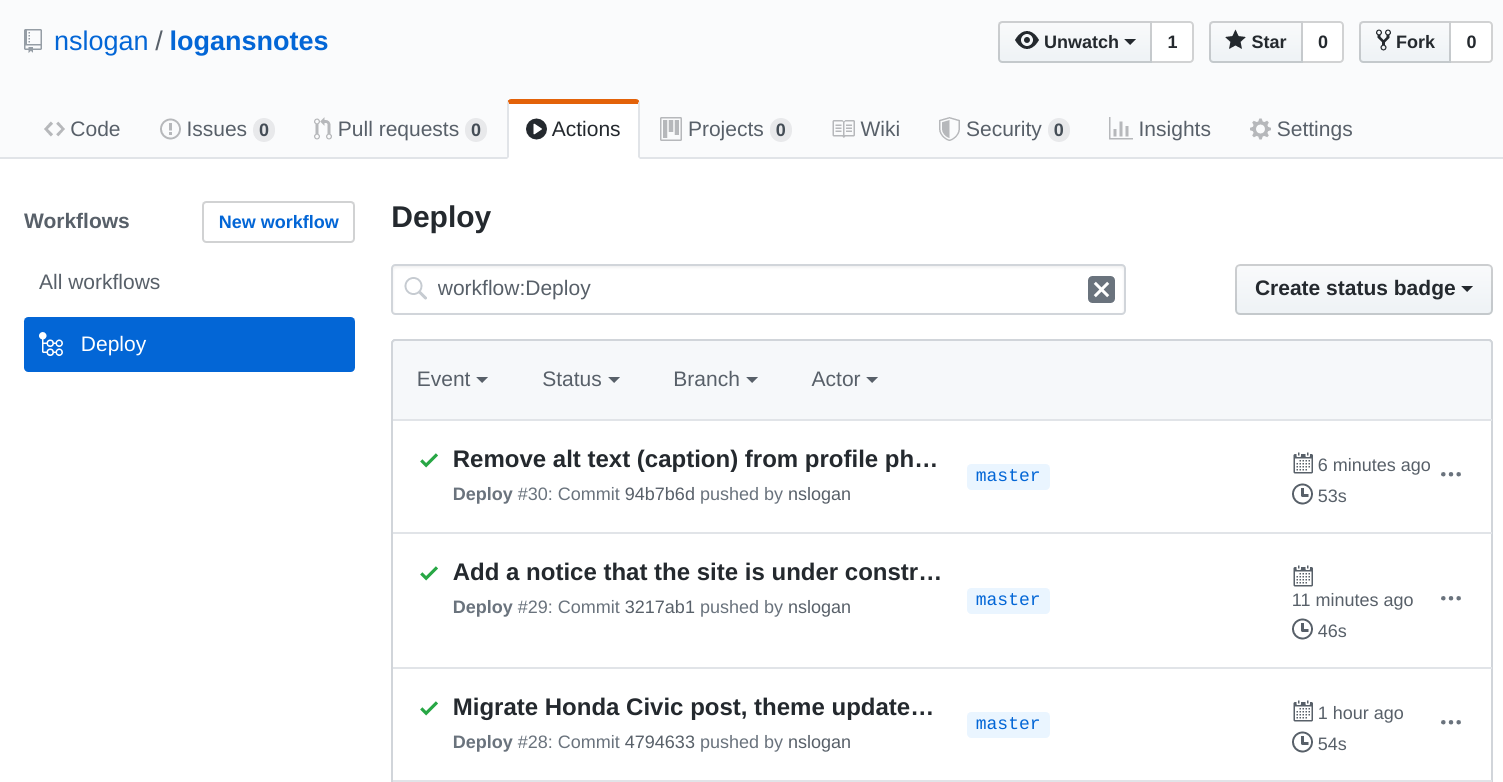 nslogan / logansnotes
Unwatch 1
Star 0
Fork 0
Code
Issues 0
Pull requests 0
Actions
Projects 0
Wiki
Security 0
Insights
Settings
Workflows
New workflow
All workflows
Deploy
Deploy
workflow:Deploy
Create status badge
Event
Status
Branch
Actor
Remove alt text (caption) from profile ph…
Deploy #30: Commit 94b7b6d pushed by nslogan
master
6 minutes ago
53s
Add a notice that the site is under constr…
Deploy #29: Commit 3217ab1 pushed by nslogan
master
11 minutes ago
46s
Migrate Honda Civic post, theme update…
Deploy #28: Commit 4794633 pushed by nslogan
master
1 hour ago
54s